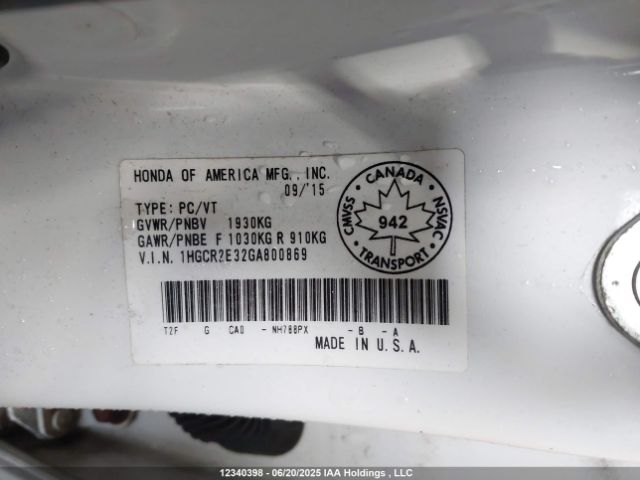 HONDA OF AMERICA MFG., INC.
09/'15
TYPE: PC/VT
GVWR/PNBV 1930KG
GAWR/PNBE F 1030KG R 910KG
V.I.N. 1HGCR2E32GA800869
CANADA
CMVSS
942
NSVAC
TRANSPORT
T2F G CA0 - NH788PX - B - A
MADE IN U.S.A.
12340398 - 06/20/2025 IAA Holdings , LLC